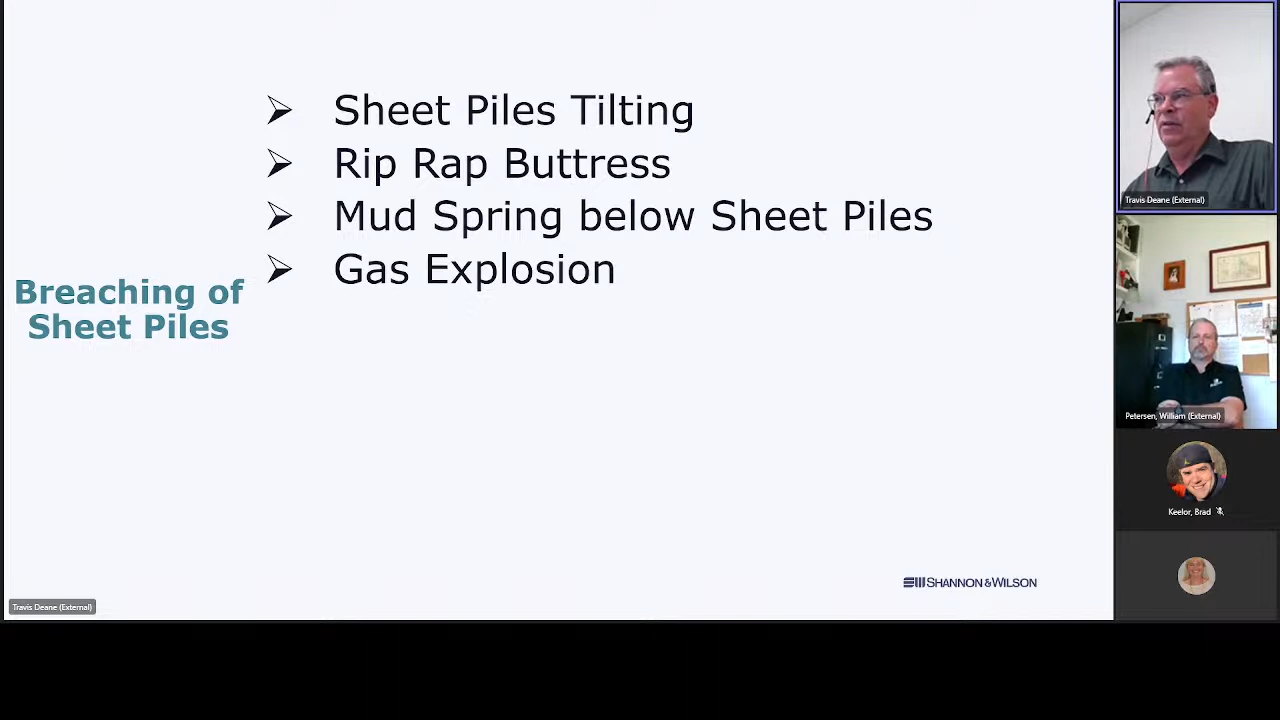 Sheet Piles Tilting
Rip Rap Buttress
Mud Spring below Sheet Piles
Gas Explosion
Breaching of
Sheet Piles
SHANNON & WILSON
Travis Deane (External)
Travis Deane (External)
Petersen, William (External)
Keelor, Brad